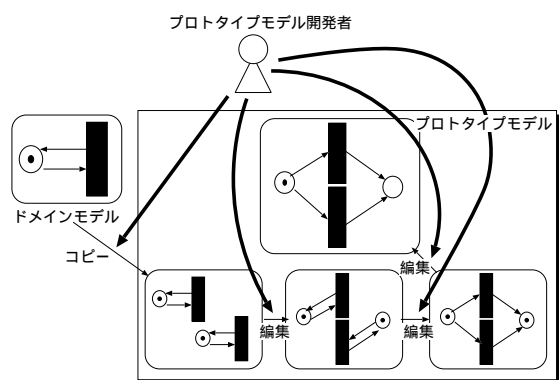 プロトタイプモデル開発者
プロトタイプモデル
ドメインモデル
コピー
編集
編集
編集